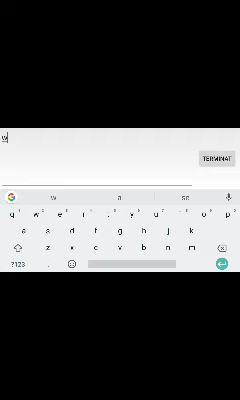 w
TERMINAT
w a se
q w e r t y u i o p
a s d f g h j k l
z x c v b n m
?123 .